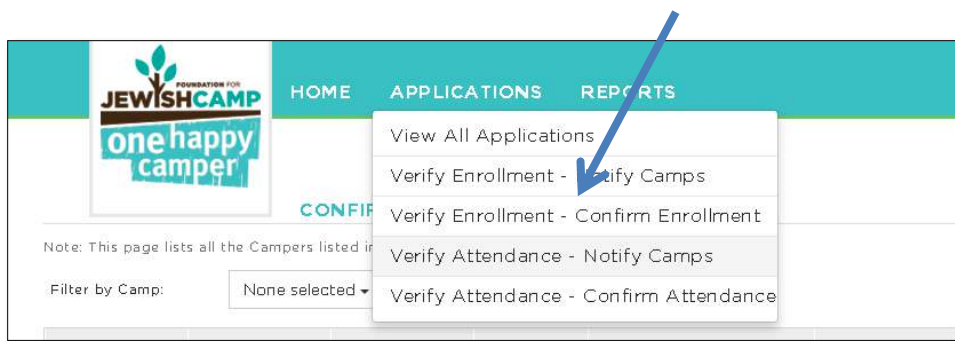 FOUNDATION FOR
JEWISHCAMP
one happy
camper
HOME APPLICATIONS REPORTS
View All Applications
Verify Enrollment - Notify Camps
Verify Enrollment - Confirm Enrollment
Verify Attendance - Notify Camps
Verify Attendance - Confirm Attendance
Note: This page lists all the Campers listed
Filter by Camp: None selected